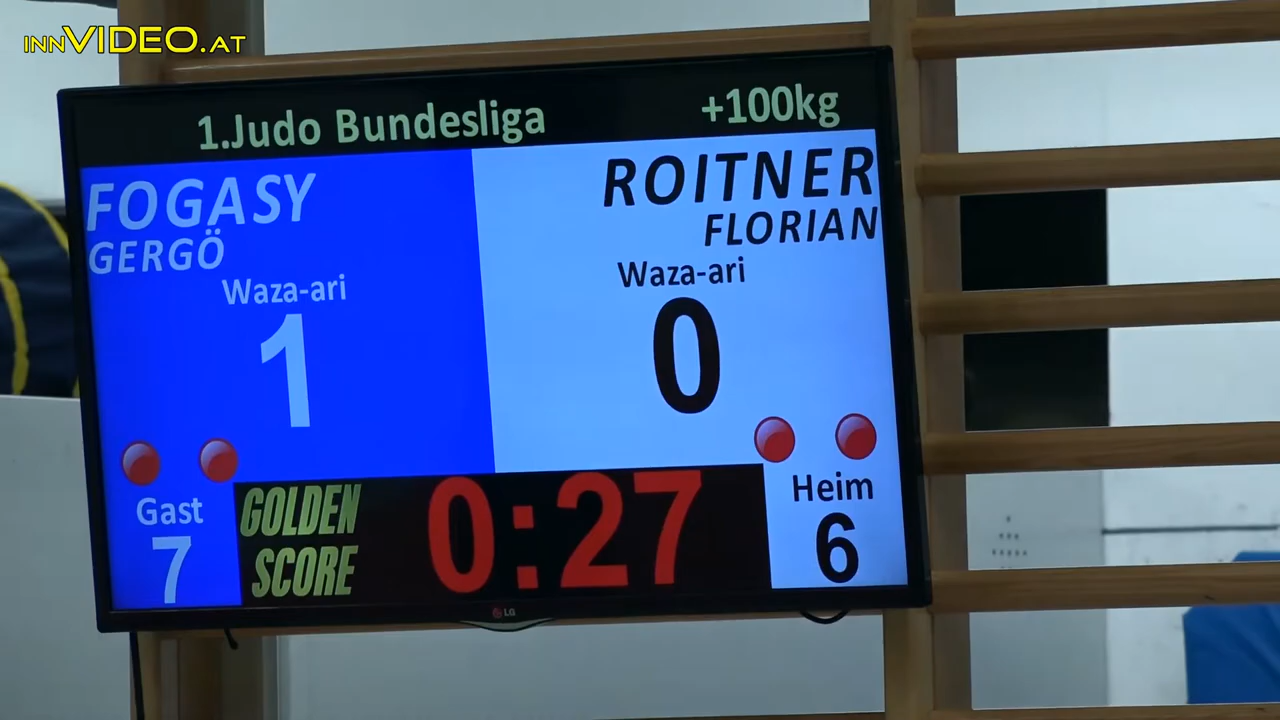 INNVIDEO.AT
1.Judo Bundesliga +100kg
FOGASY
GERGÖ
Waza-ari
1
ROITNER
FLORIAN
Waza-ari
0
Gast
7
GOLDEN
SCORE
0:27
Heim
6
LG